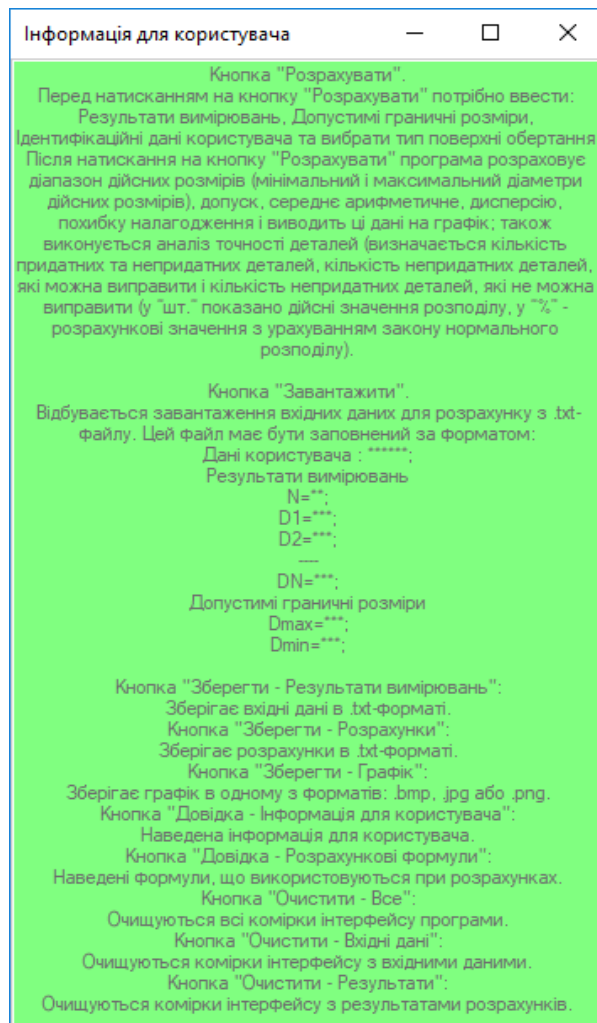 Інформація для користувача
Кнопка "Розрахувати".
Перед натисканням на кнопку "Розрахувати" потрібно ввести:
Результати вимірювань, Допустимі граничні розміри,
Ідентифікаційні дані користувача та вибрати тип поверхні обертання
Після натискання на кнопку "Розрахувати" програма розраховує
діапазон дійсних розмірів (мінімальний і максимальний діаметри
дійсних розмірів), допуск, середнє арифметичне, дисперсію,
похибку налагодження і виводить ці дані на графік; також
виконується аналіз точності деталей (визначається кількість
придатних та непридатних деталей, кількість непридатних деталей,
які можна виправити і кількість непридатних деталей, які не можна
виправити (у "шт." показано дійсні значення розподілу, у "%" -
розрахункові значення з урахуванням закону нормального
розподілу).
Кнопка "Завантажити".
Відбувається завантаження вхідних даних для розрахунку з .txt-
файлу. Цей файл має бути заповнений за форматом:
Дані користувача : ******;
Результати вимірювань
N=**;
D1=***;
D2=***;
----
DN=***;
Допустимі граничні розміри
Dmax=***;
Dmin=***;
Кнопка "Зберегти - Результати вимірювань":
Зберігає вхідні дані в .txt-форматі.
Кнопка "Зберегти - Розрахунки":
Зберігає розрахунки в .txt-форматі.
Кнопка "Зберегти - Графік":
Зберігає графік в одному з форматів: .bmp, .jpg або .png.
Кнопка "Довідка - Інформація для користувача":
Наведена інформація для користувача.
Кнопка "Довідка - Розрахункові формули":
Наведені формули, що використовуються при розрахунках.
Кнопка "Очистити - Все":
Очищуються всі комірки інтерфейсу програми.
Кнопка "Очистити - Вхідні дані":
Очищуються комірки інтерфейсу з вхідними даними.
Кнопка "Очистити - Результати":
Очищуються комірки інтерфейсу з результатами розрахунків.